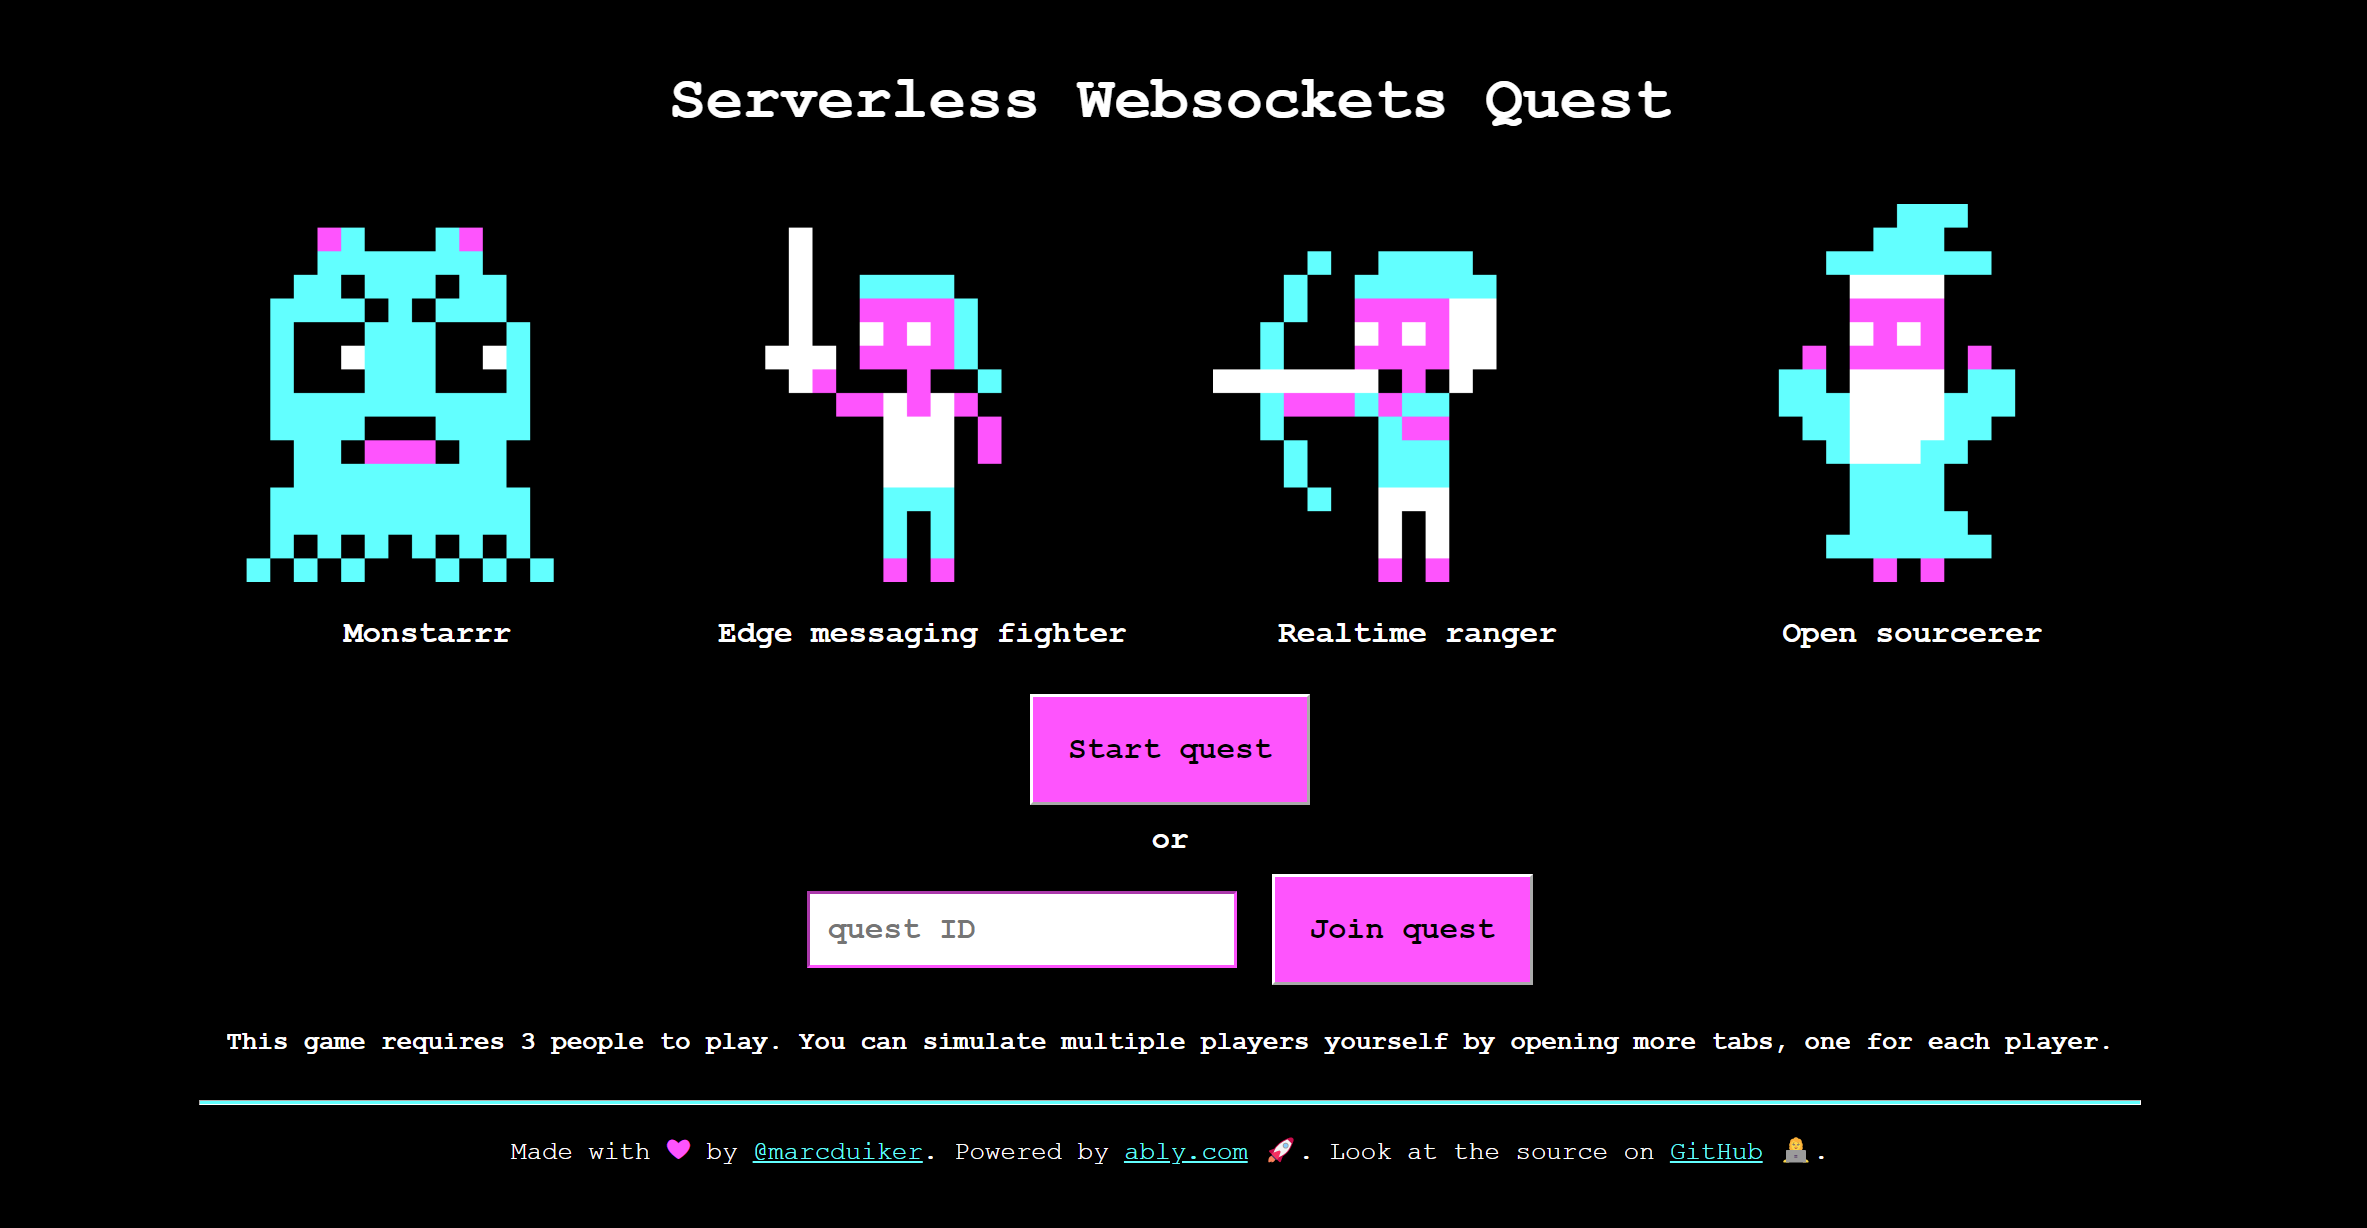 Serverless Websockets Quest
Monstarrr
Edge messaging fighter
Realtime ranger
Open sourcerer
Start quest
or
quest ID
Join quest
This game requires 3 people to play. You can simulate multiple players yourself by opening more tabs, one for each player.
Made with 💜 by @marcduiker. Powered by ably.com 🚀. Look at the source on GitHub 🧑‍💻.